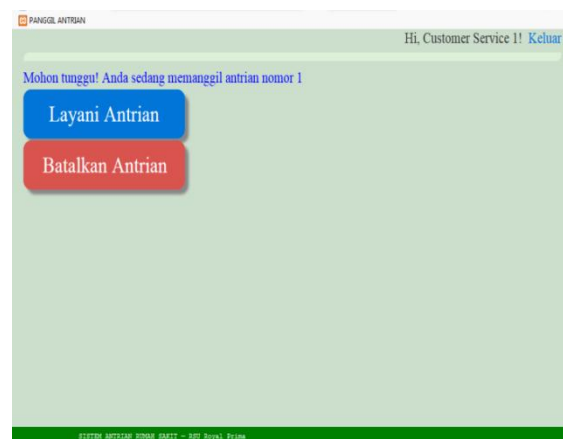 PANGGIL ANTRIAN
Hi, Customer Service 1! Keluar
Mohon tunggu! Anda sedang memanggil antrian nomor 1
Layani Antrian
Batalkan Antrian
SISTEM ANTRIAN RUMAH SAKIT - RSU Royal Prima